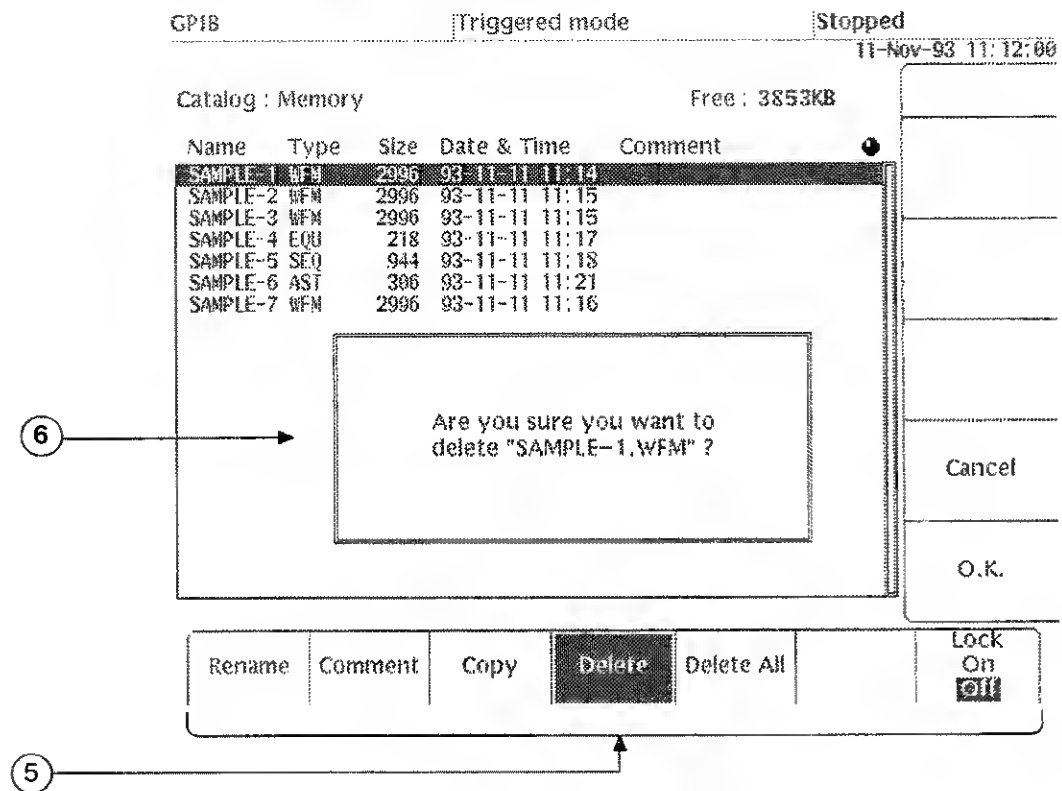 GPIB Triggered mode Stopped
11-Nov-93 11:12:00
Catalog : Memory Free : 3853KB
Name Type Size Date & Time Comment
SAMPLE-1 WFM 2996 93-11-11 11:14
SAMPLE-2 WFM 2996 93-11-11 11:15
SAMPLE-3 WFM 2996 93-11-11 11:15
SAMPLE-4 EQU 218 93-11-11 11:17
SAMPLE-5 SEQ 944 93-11-11 11:18
SAMPLE-6 AST 306 93-11-11 11:21
SAMPLE-7 WFM 2996 93-11-11 11:16
6
Are you sure you want to
delete "SAMPLE-1.WFM" ?
Cancel
O.K.
Rename Comment Copy Delete Delete All
Lock
On
Off
5